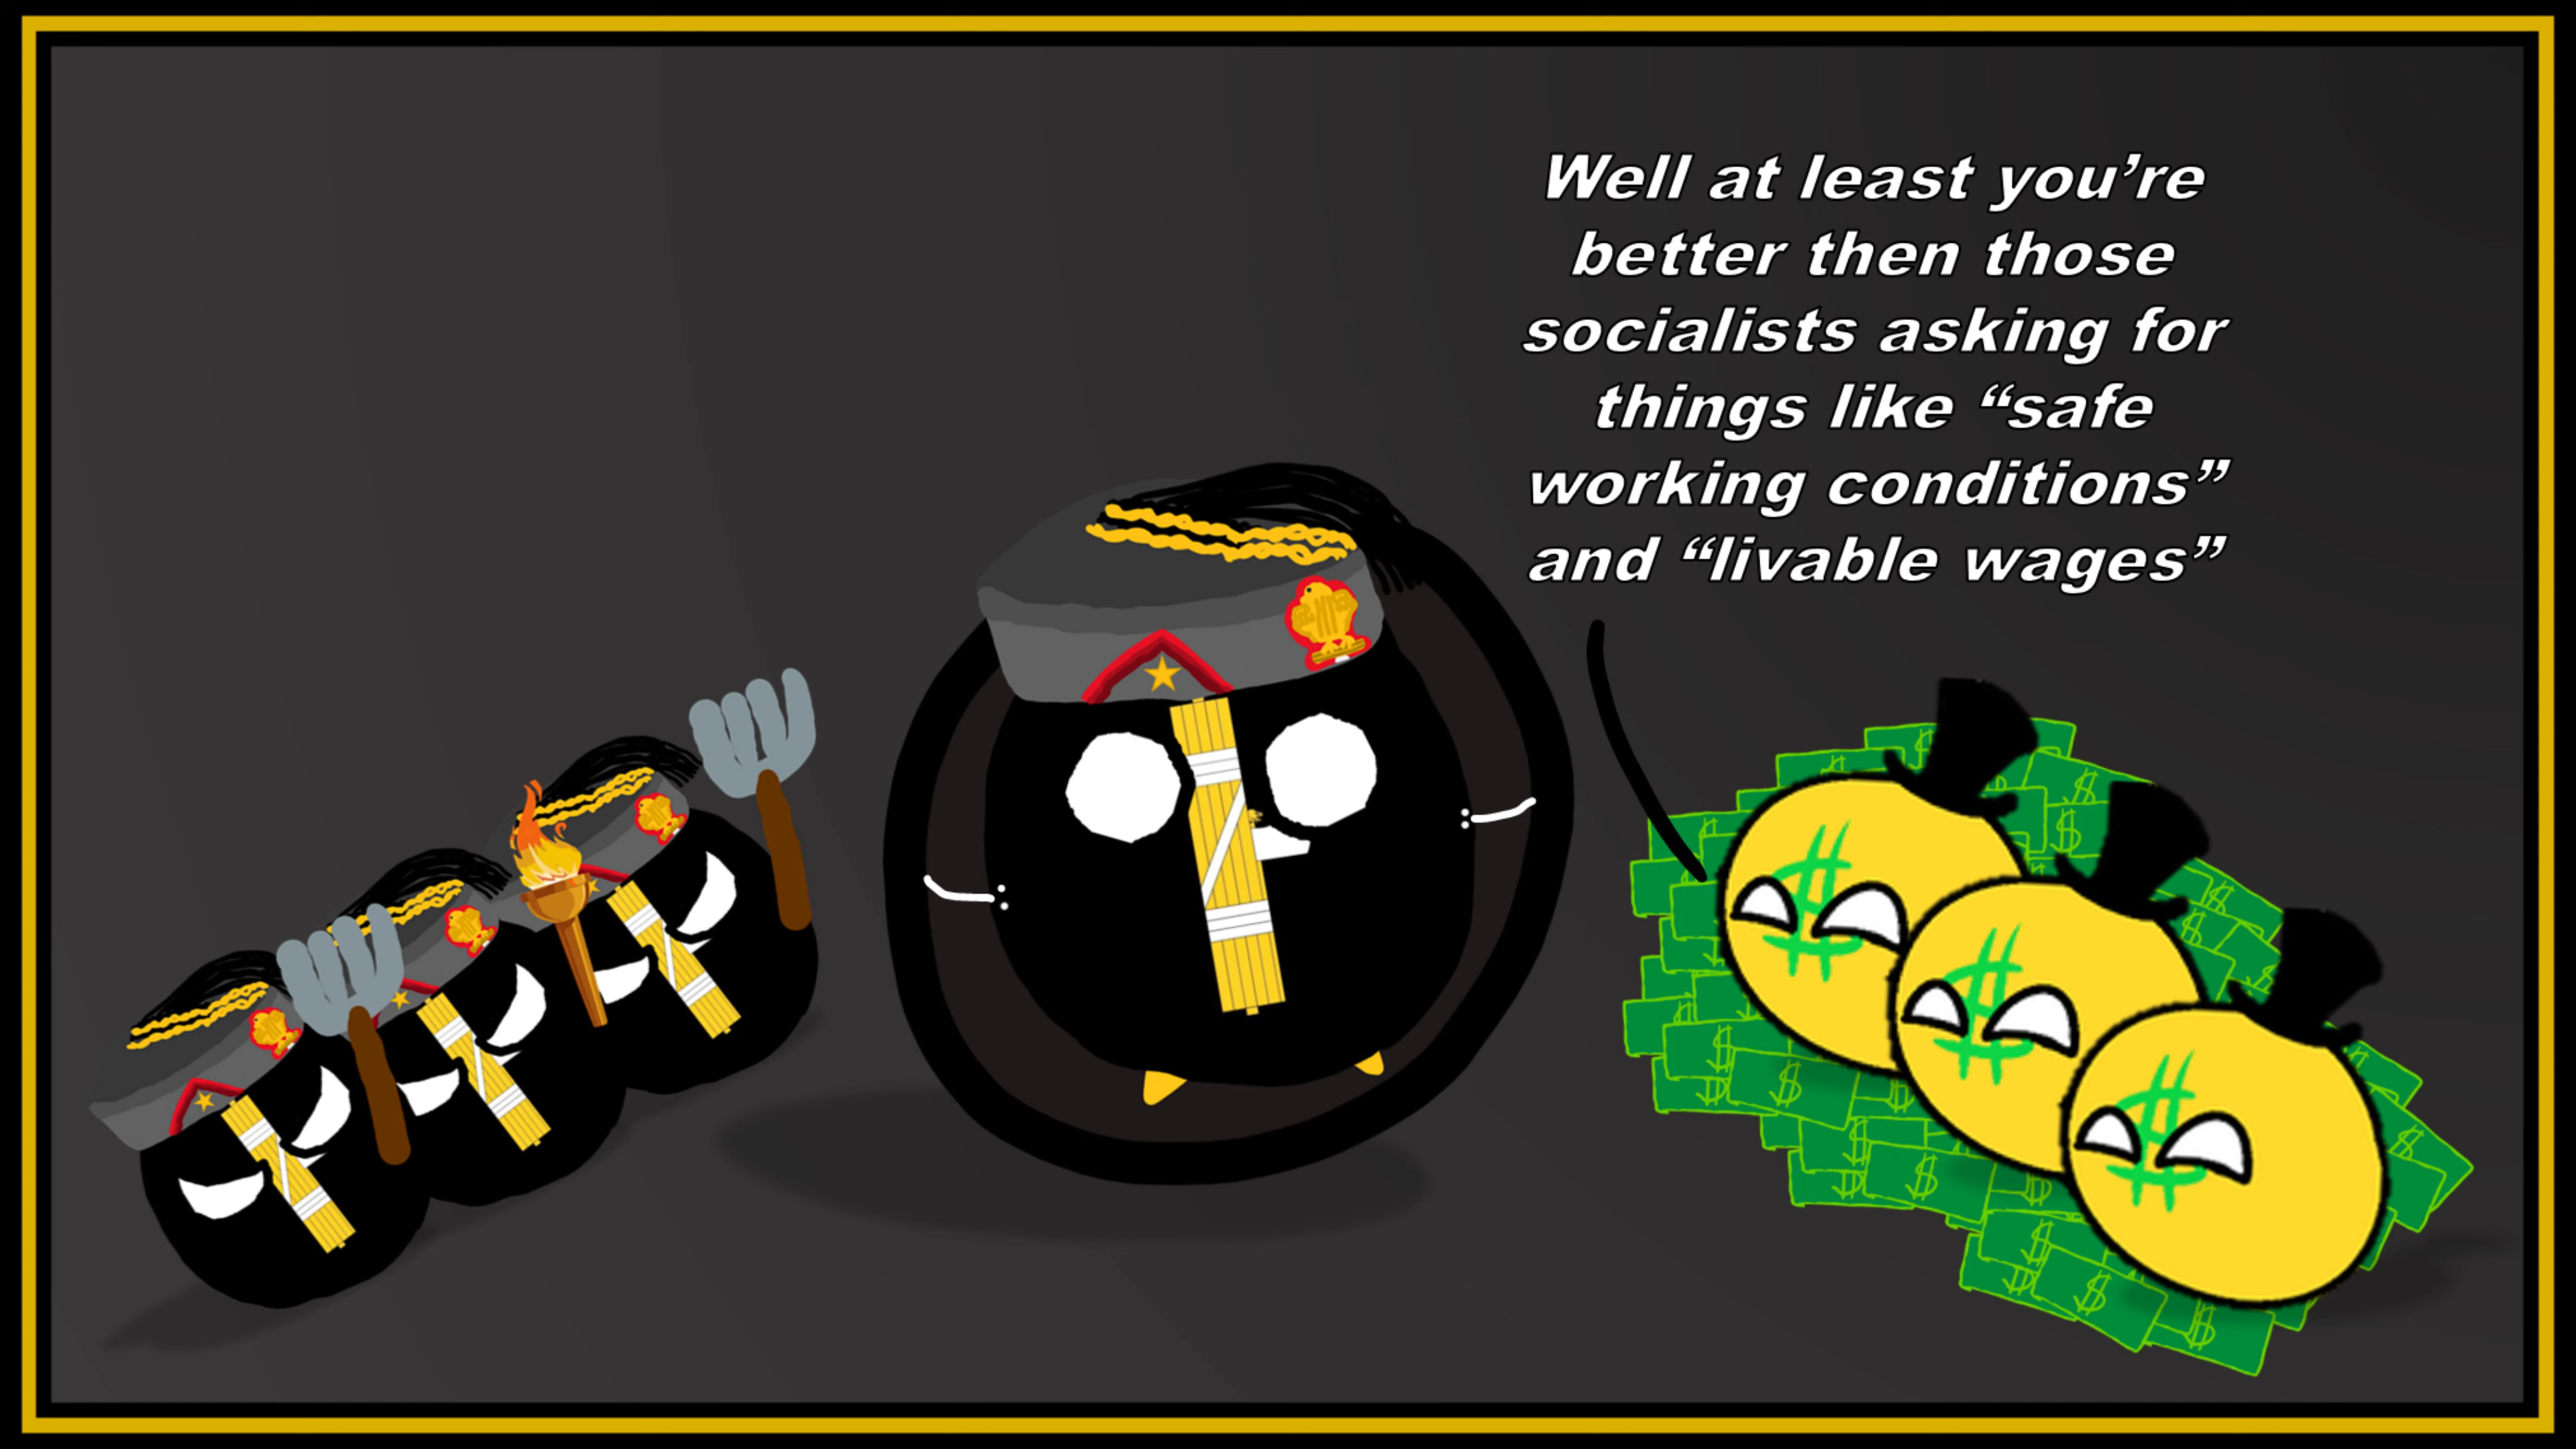 Well at least you’re
better then those
socialists asking for
things like “safe
working conditions”
and “livable wages”